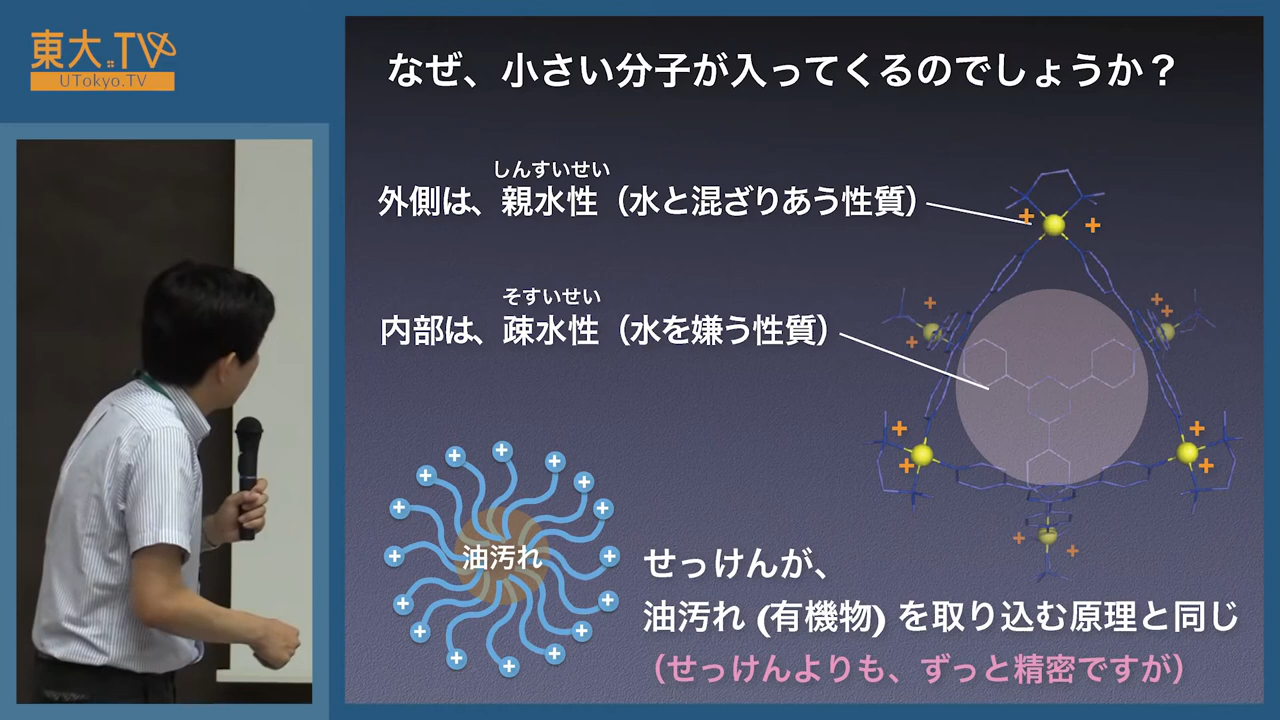 東大.TV
UTokyo.TV
なぜ、小さい分子が入ってくるのでしょうか？
しんすいせい
外側は、親水性（水と混ざりあう性質）
そすいせい
内部は、疎水性（水を嫌う性質）
油汚れ
せっけんが、
油汚れ (有機物) を取り込む原理と同じ
（せっけんよりも、ずっと精密ですが）